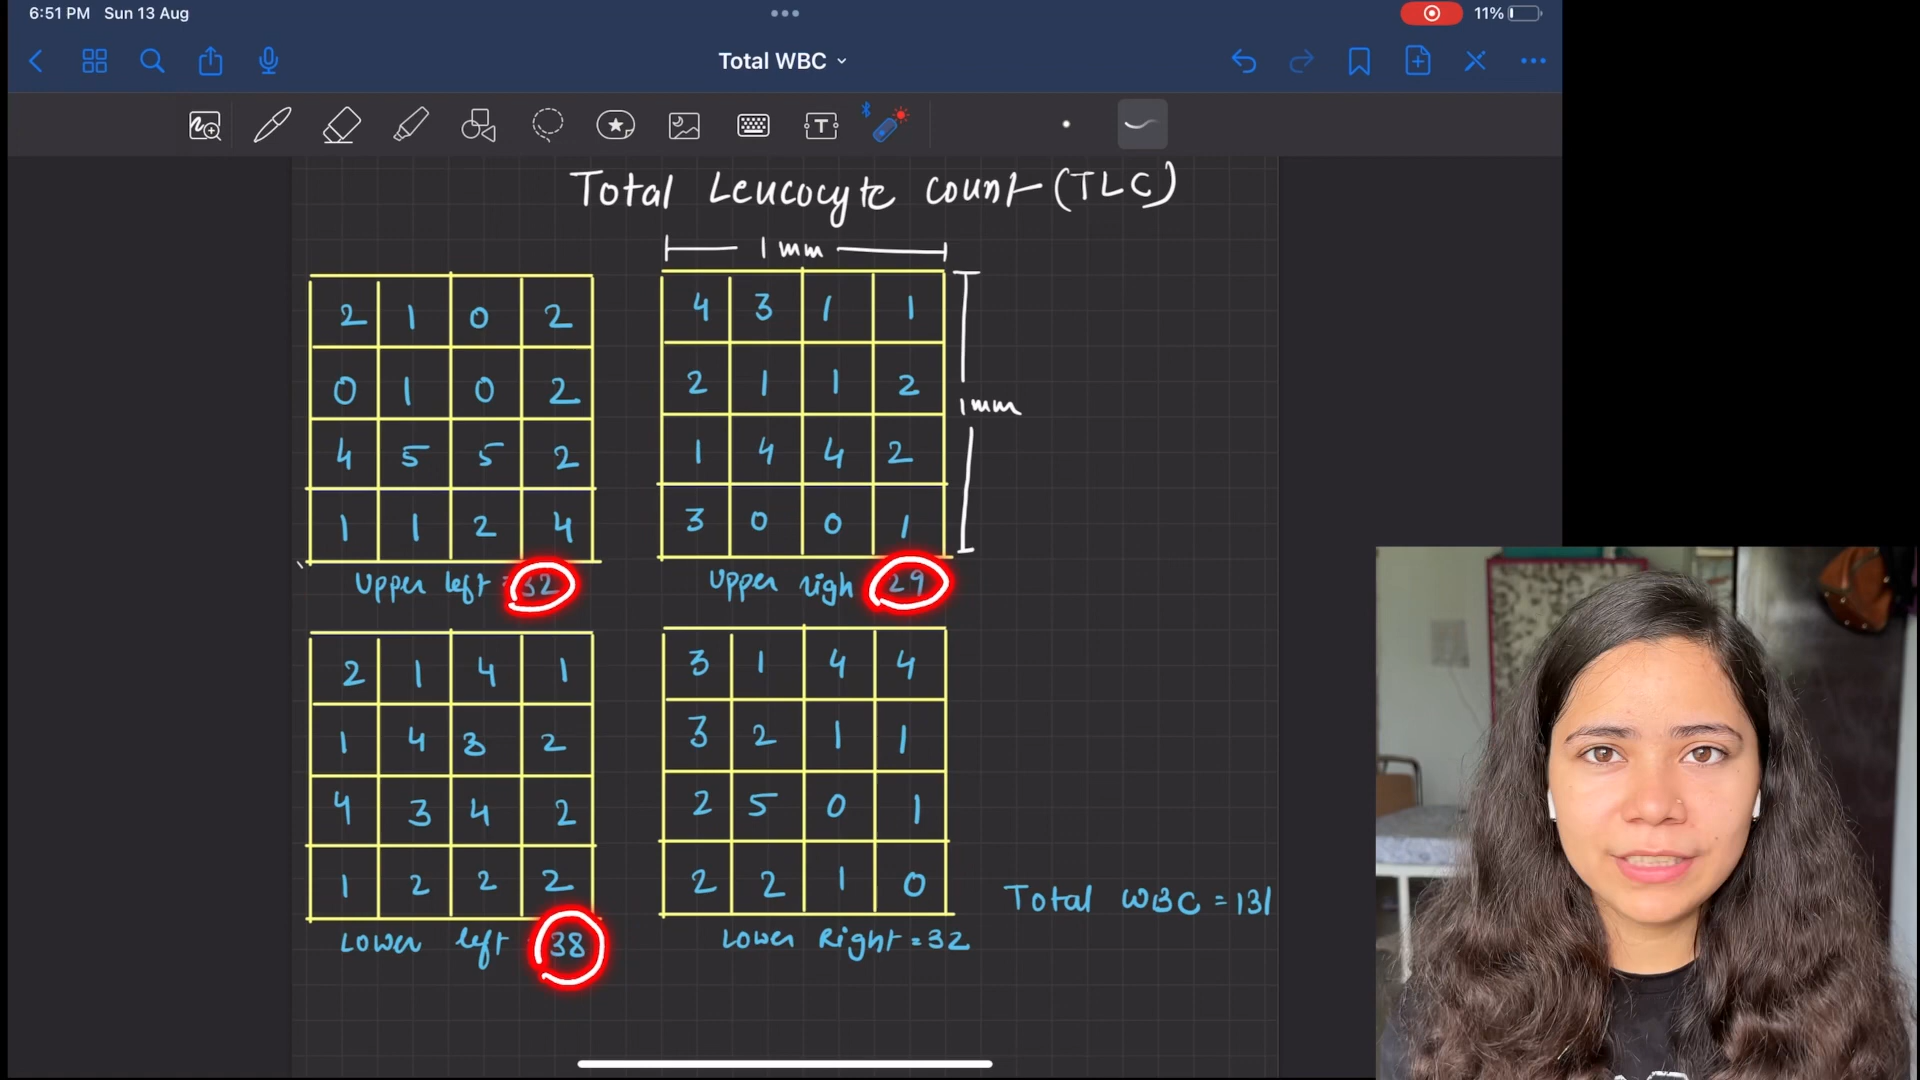 6:51 PM Sun 13 Aug
11%
Total WBC
T
Total Leucocyte count (TLC)
1 mm
2 1 0 2
0 1 0 2
4 5 5 2
1 1 2 4
Upper left = 32
4 3 1 1
2 1 1 2
1 4 4 2
3 0 0 1
1mm
Upper righ 29
2 1 4 1
1 4 3 2
4 3 4 2
1 2 2 2
Lower left 38
3 1 4 4
3 2 1 1
2 5 0 1
2 2 1 0
Lower Right = 32
Total WBC = 131